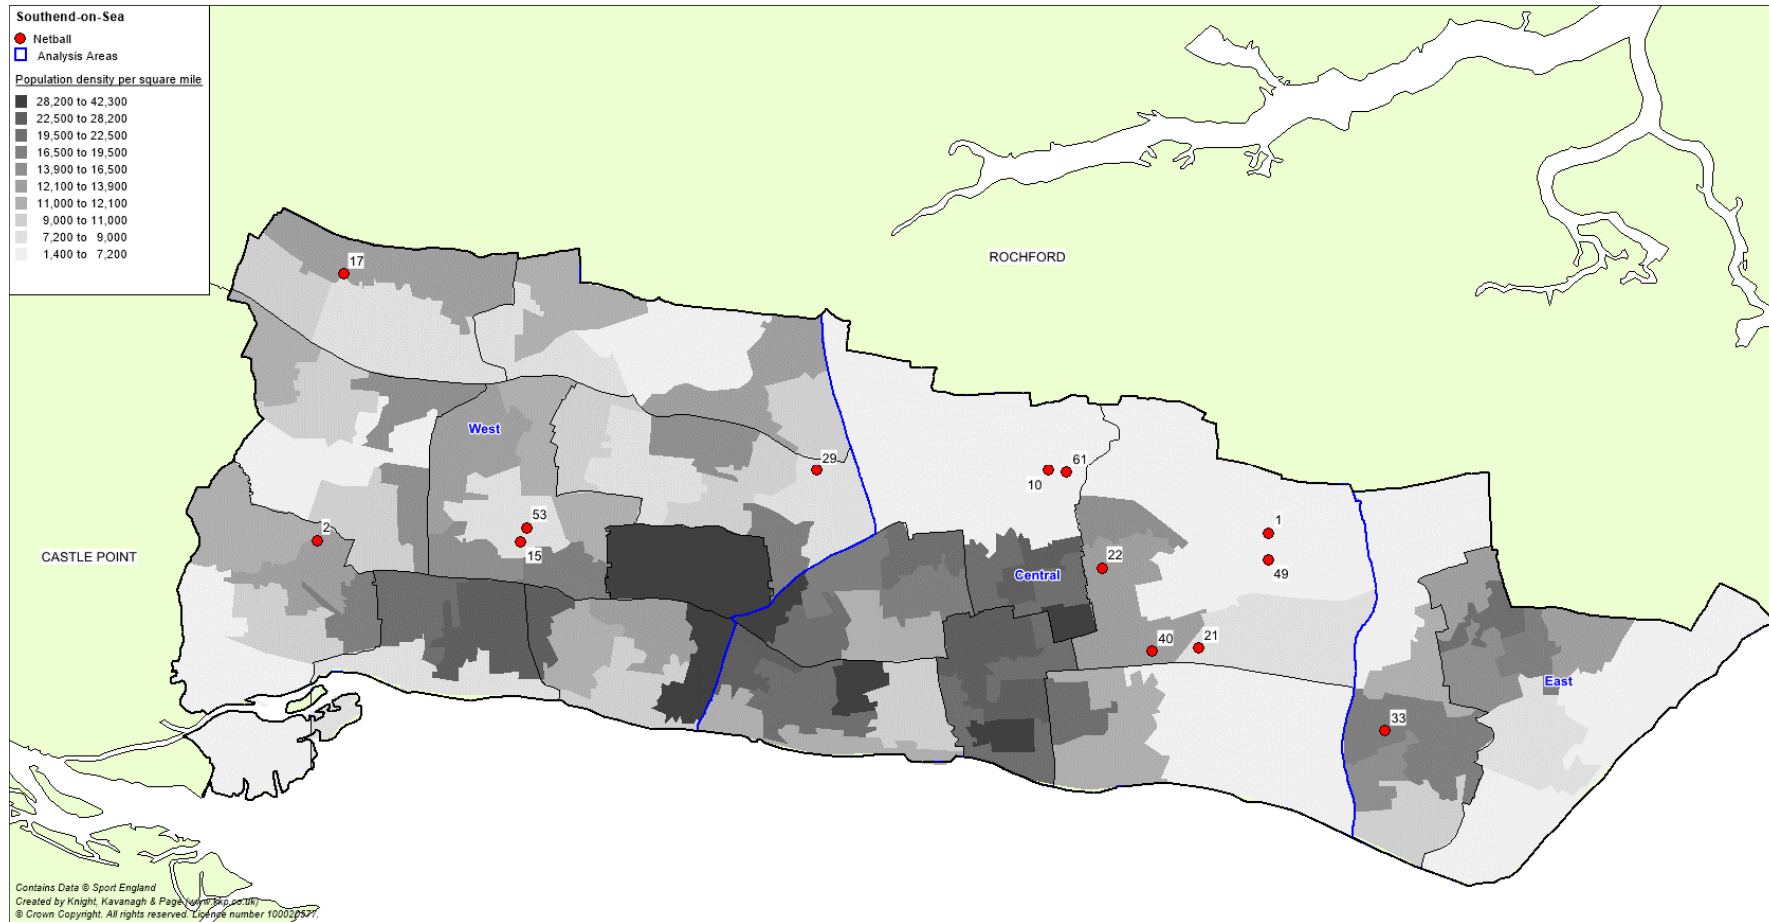 Southend-on-Sea
Netball
Analysis Areas
Population density per square mile
28,200 to 42,300
22,500 to 28,200
19,500 to 22,500
16,500 to 19,500
13,900 to 16,500
12,100 to 13,900
11,000 to 12,100
9,000 to 11,000
7,200 to 9,000
1,400 to 7,200
ROCHFORD
17
West
29
61
10
53
2
1
CASTLE POINT
15
22
Central
49
40
21
East
33
Contains Data © Sport England
Created by Knight, Kavanagh & Page (www.kkp.co.uk)
© Crown Copyright. All rights reserved. Licence number 100020577.